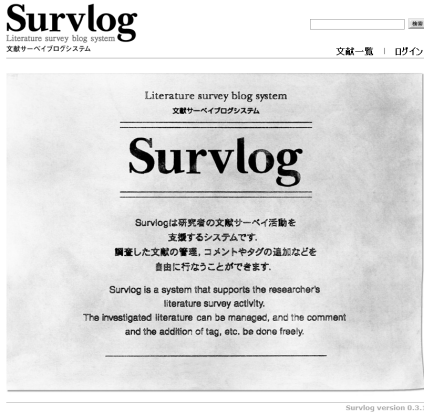 Survlog
Literature survey blog system
文献サーベイブログシステム
検索
文献一覧 | ログイン
Literature survey blog system
文献サーベイブログシステム
Survlog
Survlogは研究者の文献サーベイ活動を
支援するシステムです.
調査した文献の管理, コメントやタグの追加などを
自由に行なうことができます.
Survlog is a system that supports the researcher's
literature survey activity.
The investigated literature can be managed, and the comment
and the addition of tag, etc. be done freely.
Survlog version 0.3.